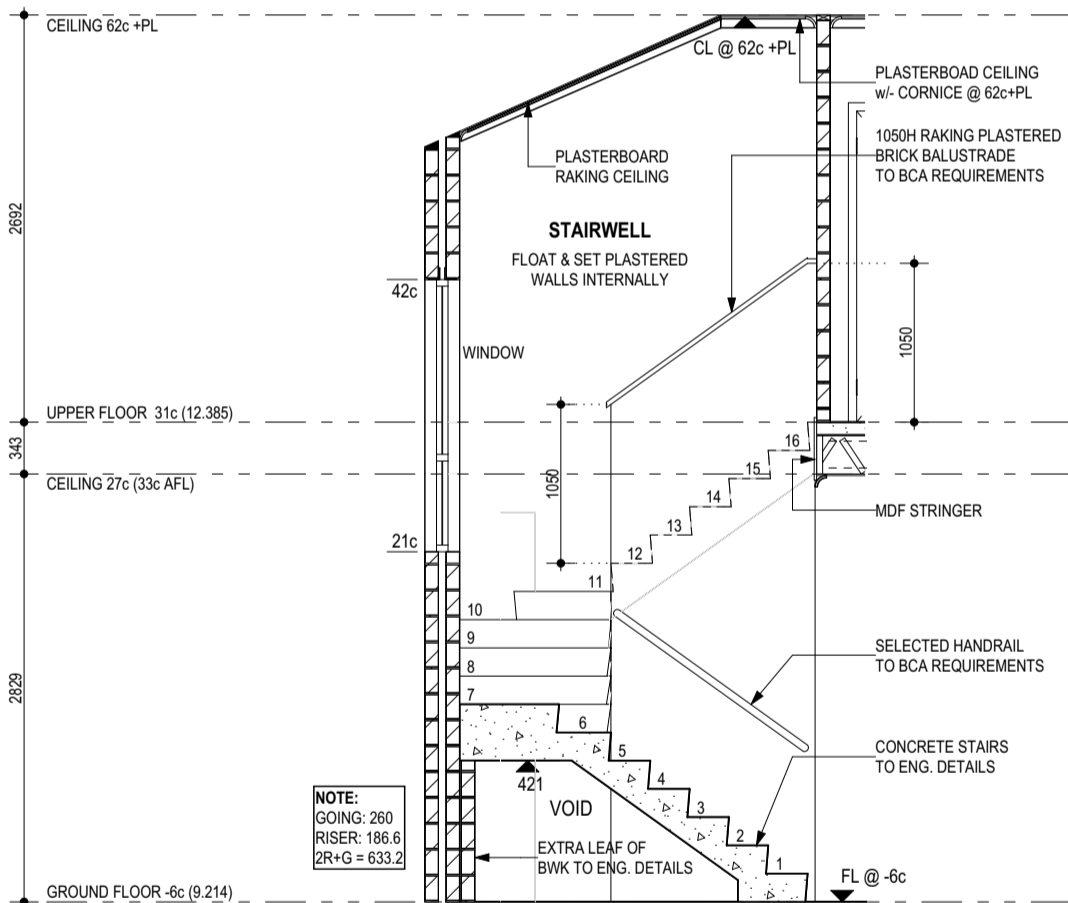 CEILING 62c +PL
CL @ 62c +PL
PLASTERBOAD CEILING
w/- CORNICE @ 62c+PL
1050H RAKING PLASTERED
BRICK BALUSTRADE
TO BCA REQUIREMENTS
PLASTERBOARD
RAKING CEILING
2692
STAIRWELL
FLOAT & SET PLASTERED
WALLS INTERNALLY
42c
WINDOW
1050
UPPER FLOOR 31c (12.385)
343
CEILING 27c (33c AFL)
16
15
14
13
12
11
10
9
8
7
6
5
4
3
2
1
1050
MDF STRINGER
21c
SELECTED HANDRAIL
TO BCA REQUIREMENTS
2829
CONCRETE STAIRS
TO ENG. DETAILS
421
VOID
NOTE:
GOING: 260
RISER: 186.6
2R+G = 633.2
EXTRA LEAF OF
BWK TO ENG. DETAILS
FL @ -6c
GROUND FLOOR -6c (9.214)